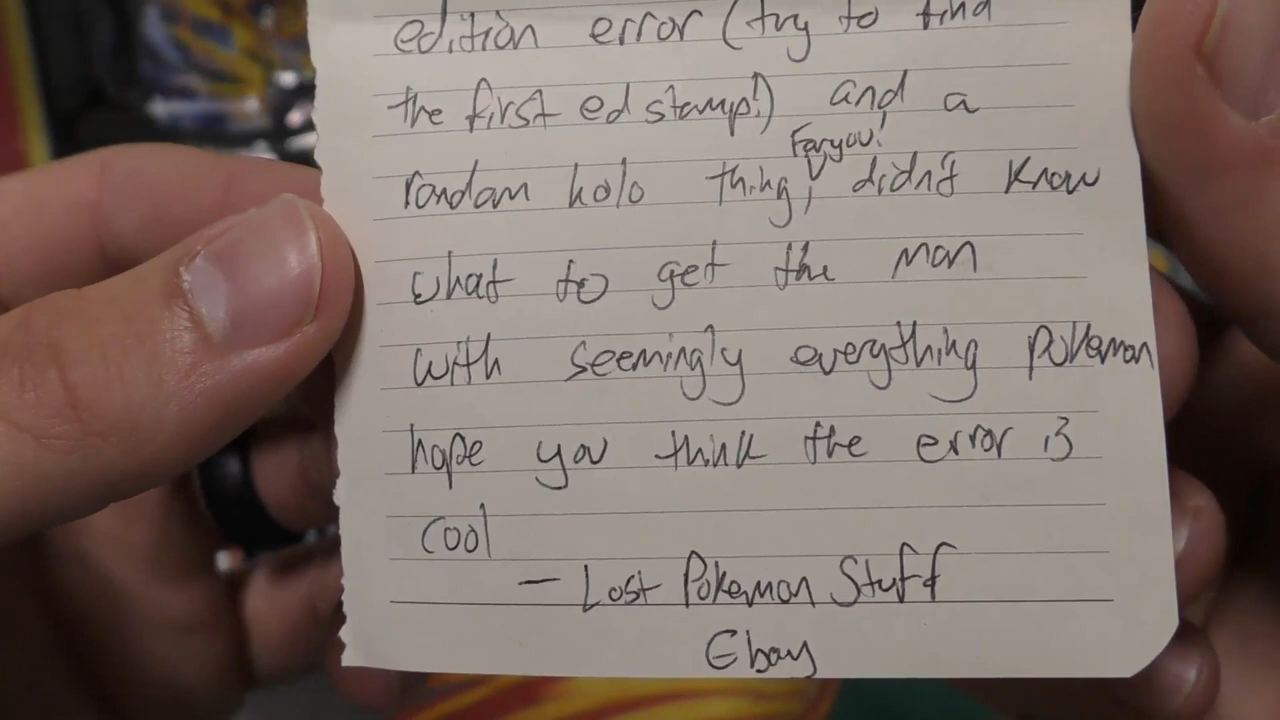 edition error (try to find
the first ed stamp!) and a
For you!
random holo thing, didn't know
what to get the man
with seemingly everything pokemon
hope you think the error is
cool
- Lost Pokemon Stuff
Ebay